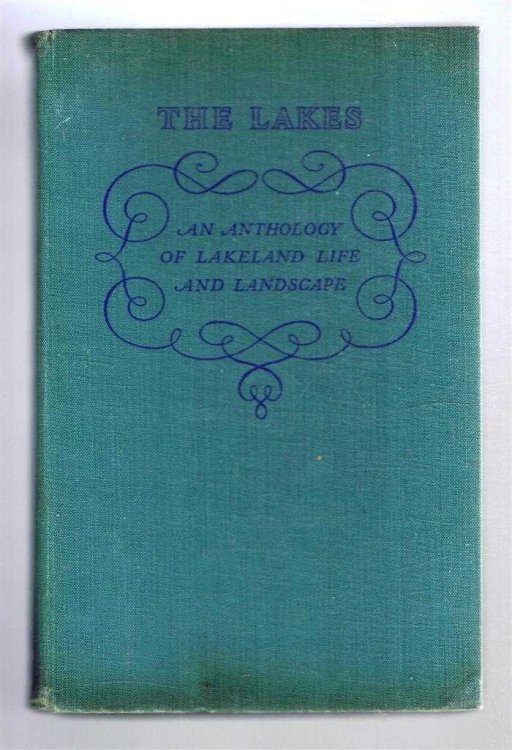 THE LAKES
AN ANTHOLOGY
OF LAKELAND LIFE
AND LANDSCAPE